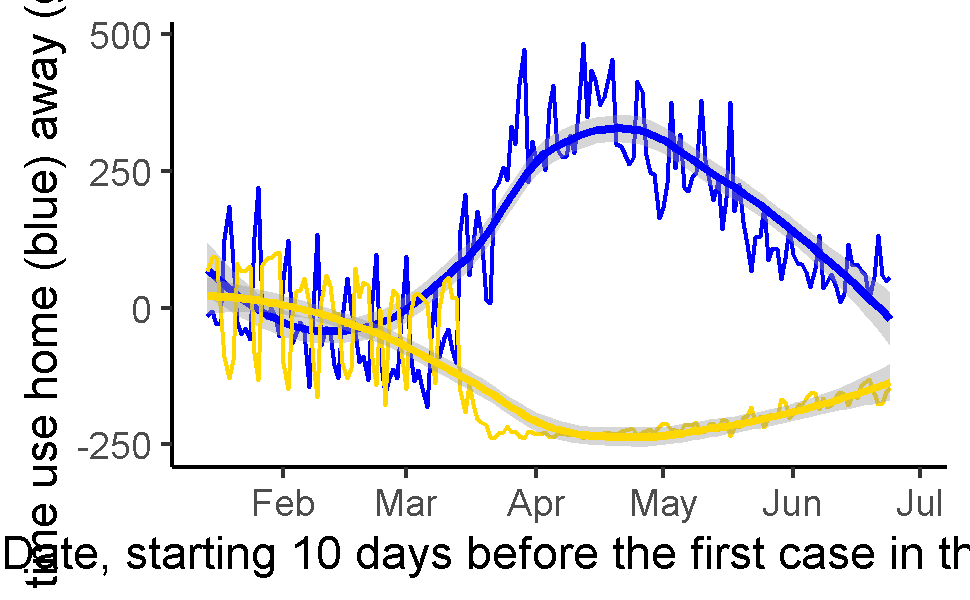 time use home (blue) away (
500
250
0
-250
Feb Mar Apr May Jun Jul
Date, starting 10 days before the first case in th